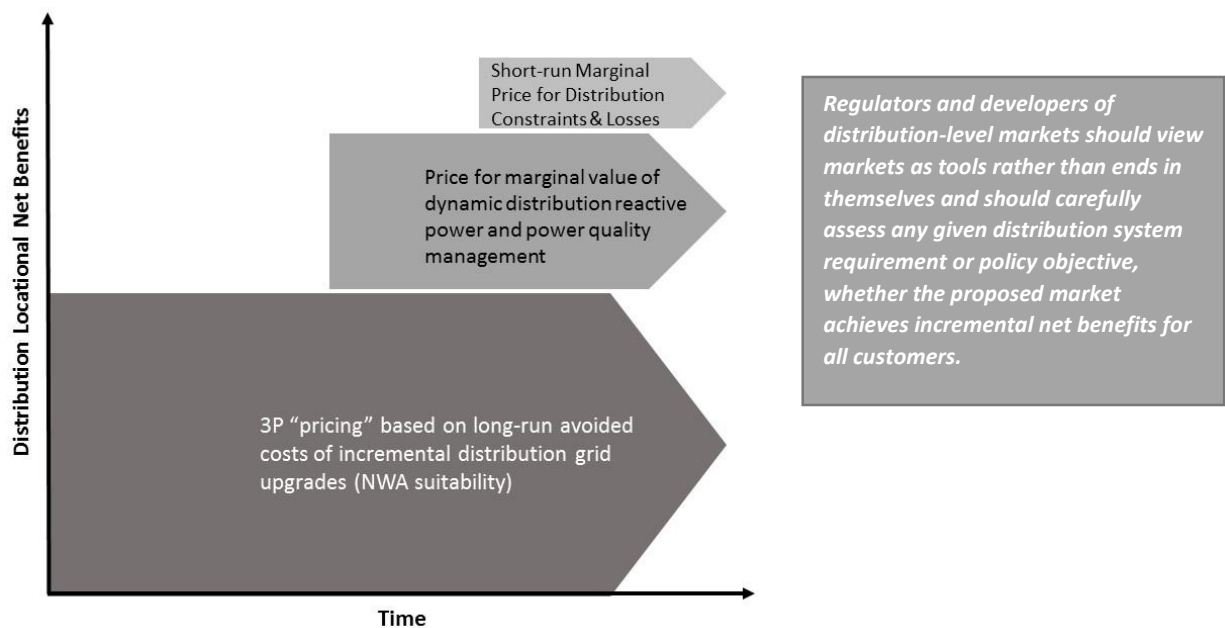 Distribution Locational Net Benefits
Short-run Marginal
Price for Distribution
Constraints & Losses
Price for marginal value of
dynamic distribution reactive
power and power quality
management
3P “pricing” based on long-run avoided
costs of incremental distribution grid
upgrades (NWA suitability)
Time
Regulators and developers of
distribution-level markets should view
markets as tools rather than ends in
themselves and should carefully
assess any given distribution system
requirement or policy objective,
whether the proposed market
achieves incremental net benefits for
all customers.